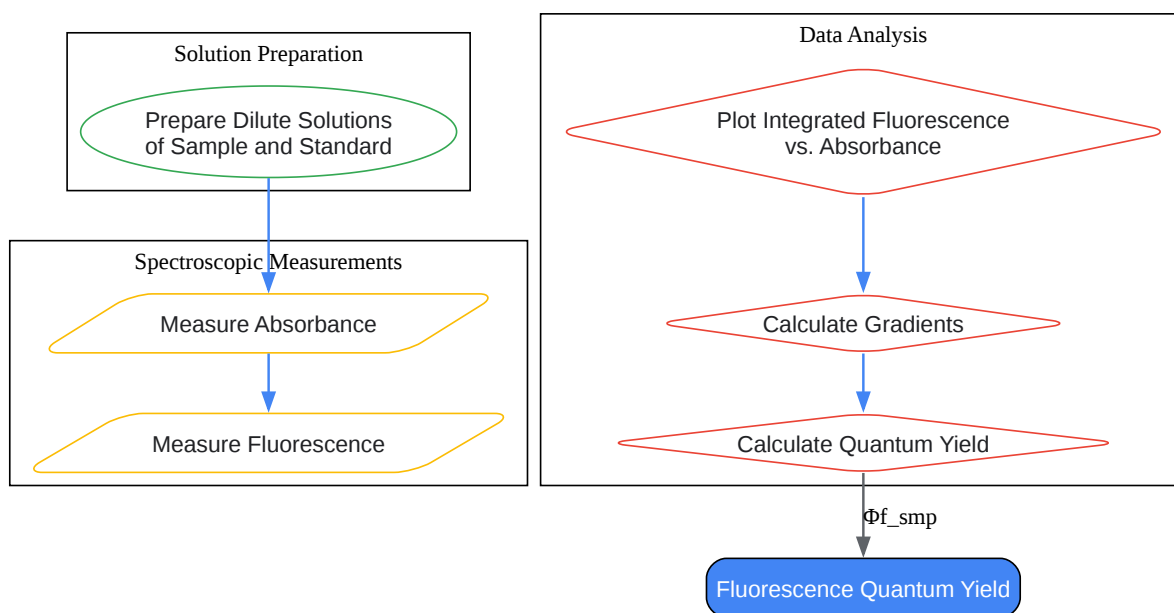 Solution Preparation
Prepare Dilute Solutions
of Sample and Standard
Spectroscopic Measurements
Measure Absorbance
Measure Fluorescence
Data Analysis
Plot Integrated Fluorescence
vs. Absorbance
Calculate Gradients
Calculate Quantum Yield
Φf_smp
Fluorescence Quantum Yield